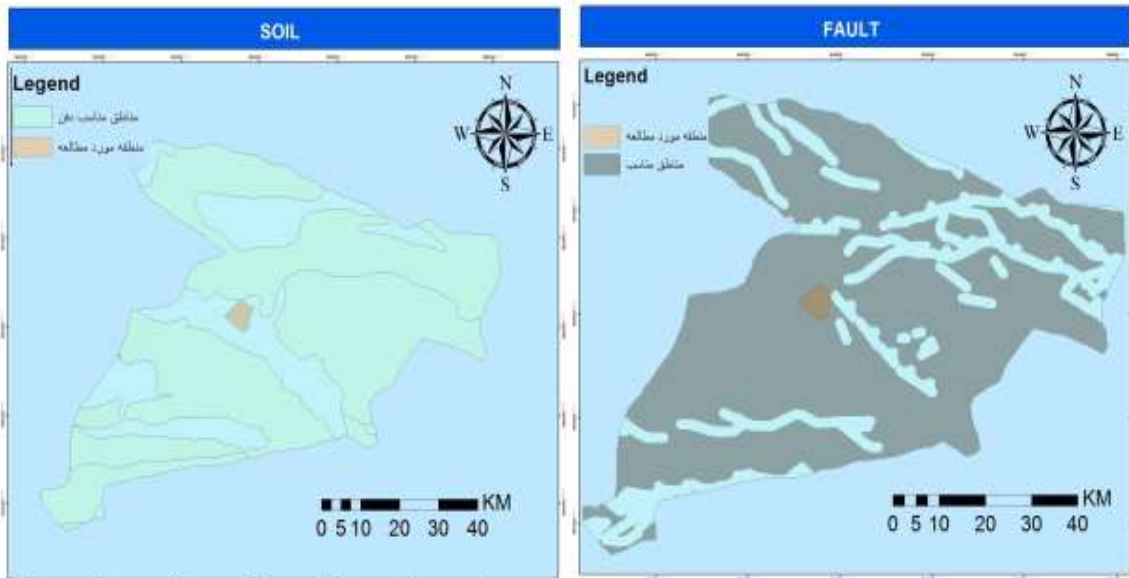 SOIL
Legend
مناطق مناسب دفن
منطقه مورد مطالعه
N
W E
S
KM
0 5 10 20 30 40
FAULT
Legend
منطقه مورد مطالعه
مناطق مناسب
N
W E
S
KM
0 5 10 20 30 40